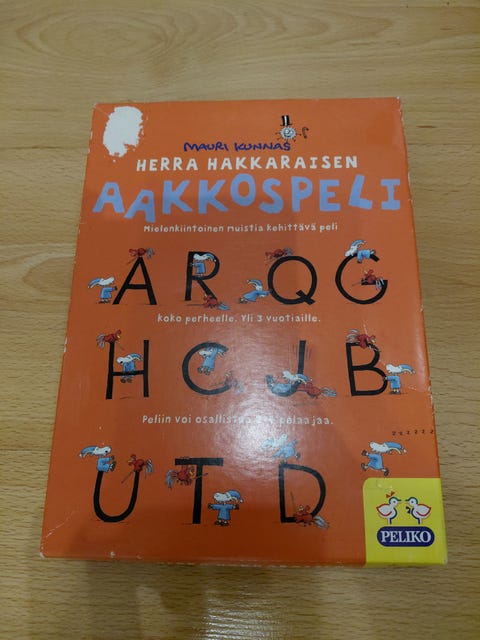 MAURI KUNNAS
HERRA HAKKARAISEN
AAKKOSPELI
Mielenkiintoinen muistia kehittävä peli
A R Q G
koko perheelle. Yli 3 vuotiaille.
H C J B
Peliin voi osallistua pelaajaa.
zzzzzz
U T D
PELIKO